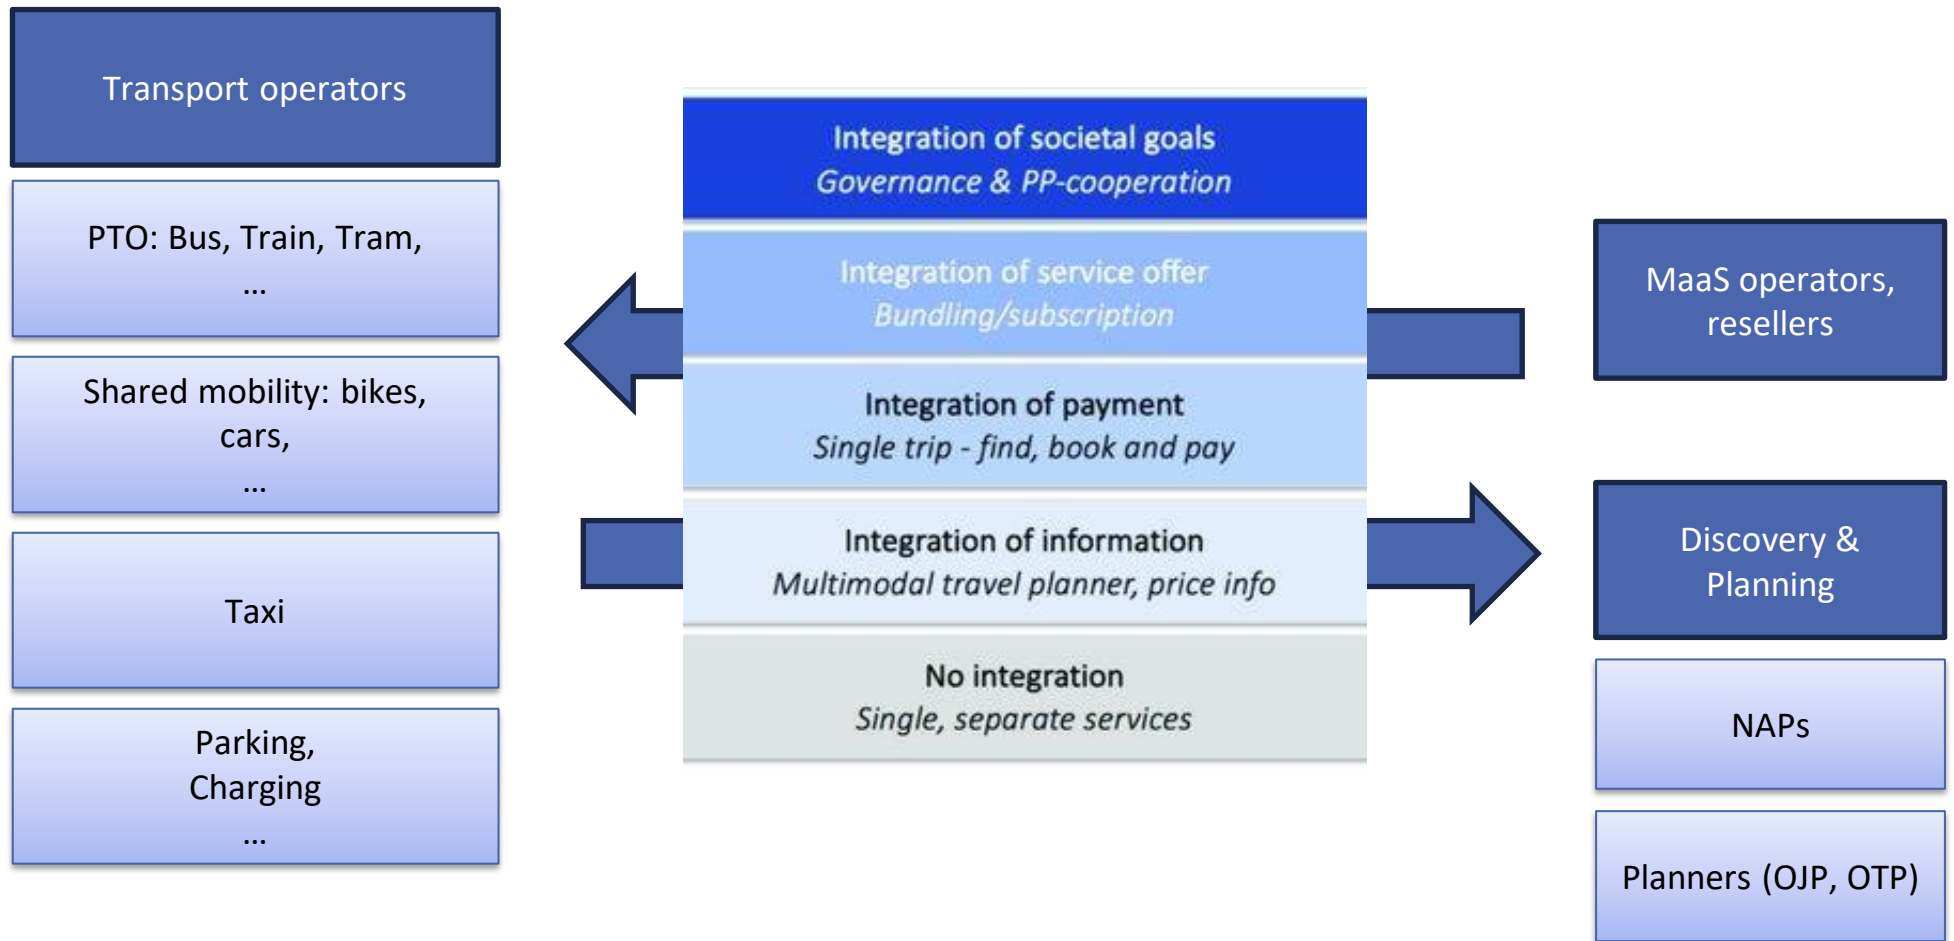 Transport operators
PTO: Bus, Train, Tram,
...
Shared mobility: bikes,
cars,
...
Taxi
Parking,
Charging
...
Integration of societal goals
Governance & PP-cooperation
Integration of service offer
Bundling/subscription
Integration of payment
Single trip - find, book and pay
Integration of information
Multimodal travel planner, price info
No integration
Single, separate services
MaaS operators,
resellers
Discovery &
Planning
NAPs
Planners (OJP, OTP)